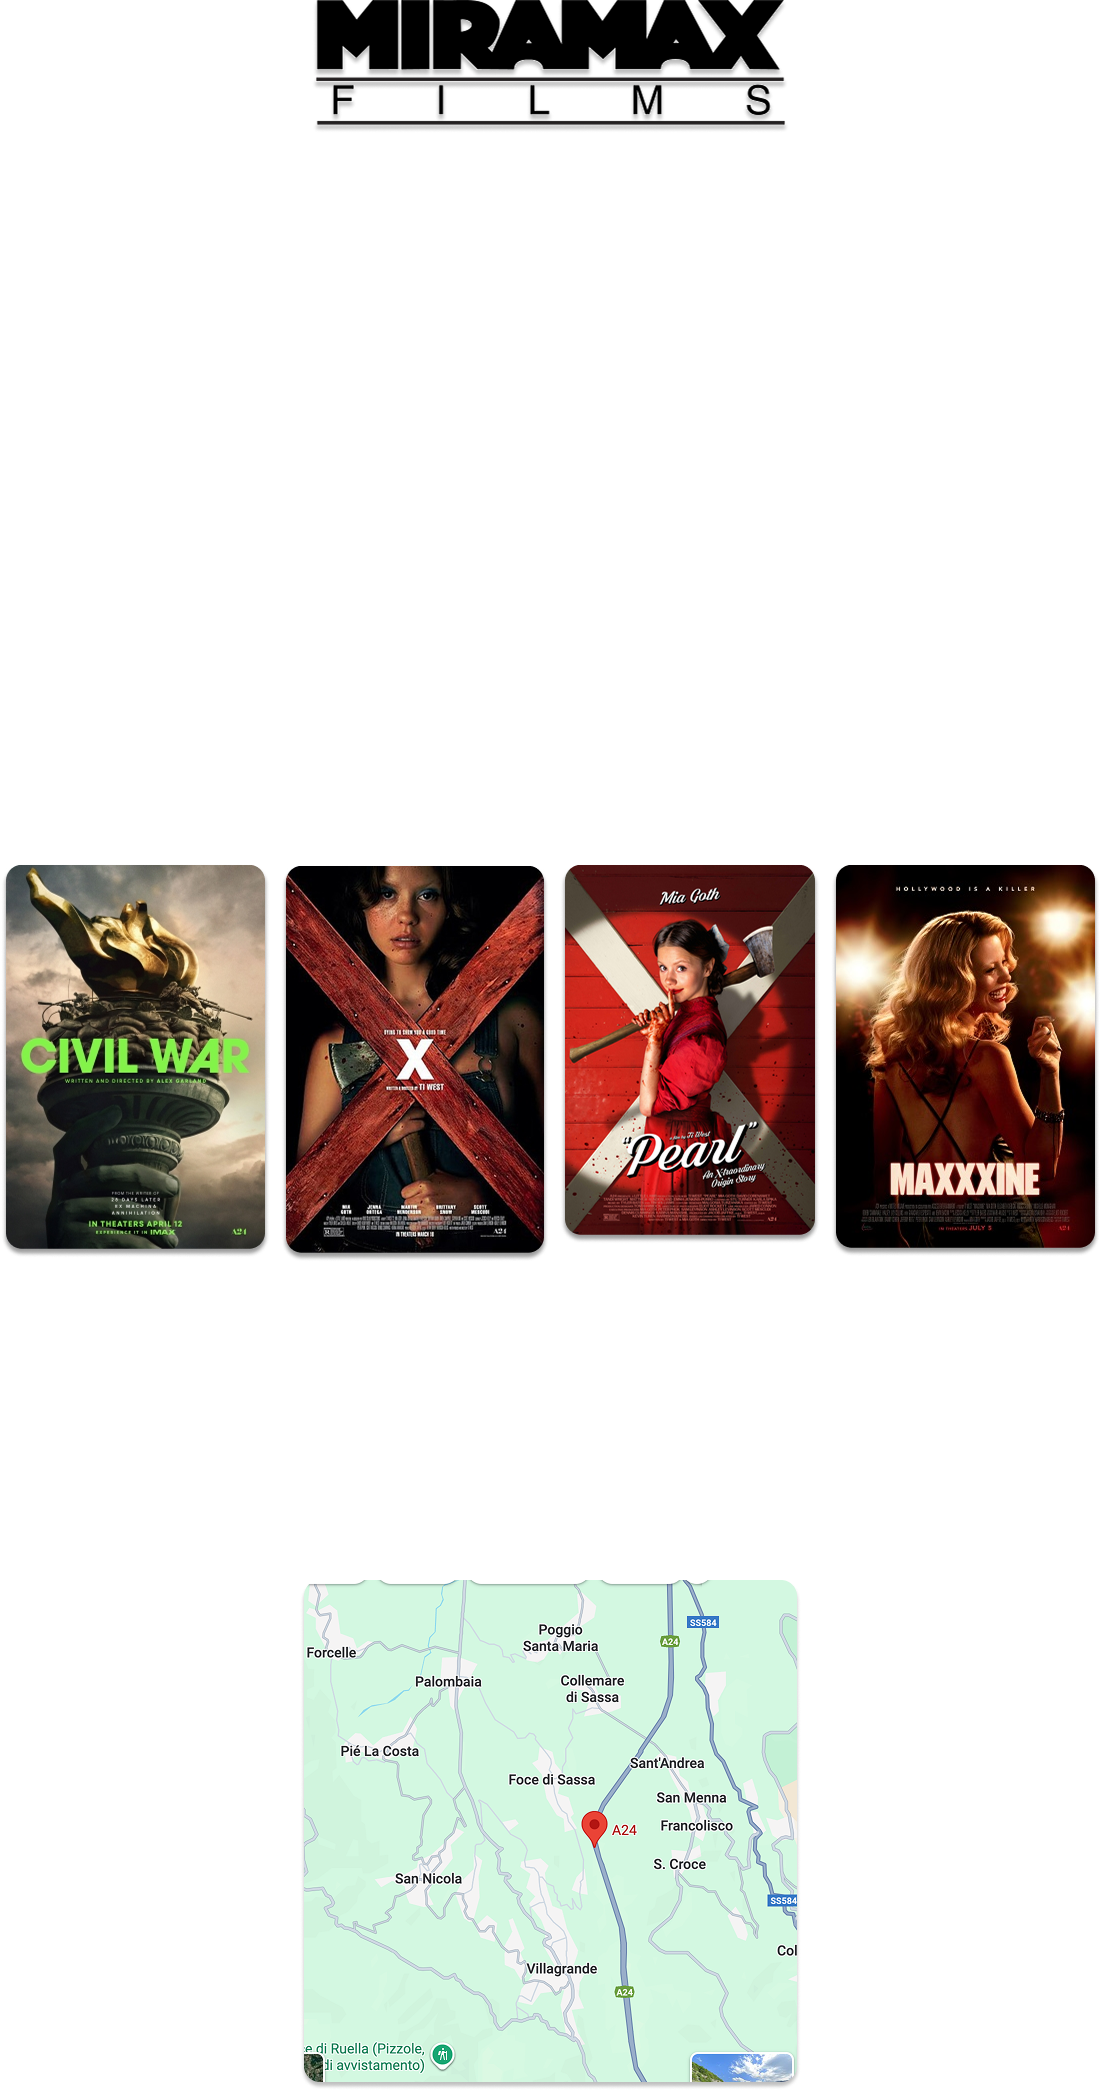 MIRAMAX
FILMS
CIVIL WAR
WRITTEN AND DIRECTED BY ALEX GARLAND
FROM THE WRITER OF
28 DAYS LATER
EX MACHINA
ANNIHILATION
IN THEATERS APRIL 12
EXPERIENCE IT IN IMAX
A24
DYING TO SHOW YOU A GOOD TIME
X
WRITTEN & DIRECTED BY TI WEST
MIA GOTH
JENNA ORTEGA
MARTIN HENDERSON
BRITTANY SNOW
SCOTT MESCUDI
IN THEATERS MARCH 18
A24
Mia Goth
a film by Ti West
"Pearl"
An X-traordinary
Origin Story
A24
HOLLYWOOD IS A KILLER
MAXXXINE
IN THEATERS JULY 5
A24
SS584
Poggio
Santa Maria
A24
Forcelle
Palombaia
Collemare
di Sassa
Pié La Costa
Sant'Andrea
Foce di Sassa
San Menna
A24
Francolisco
S. Croce
San Nicola
SS584
Col
Villagrande
A24
e di Ruella (Pizzole,
di avvistamento)